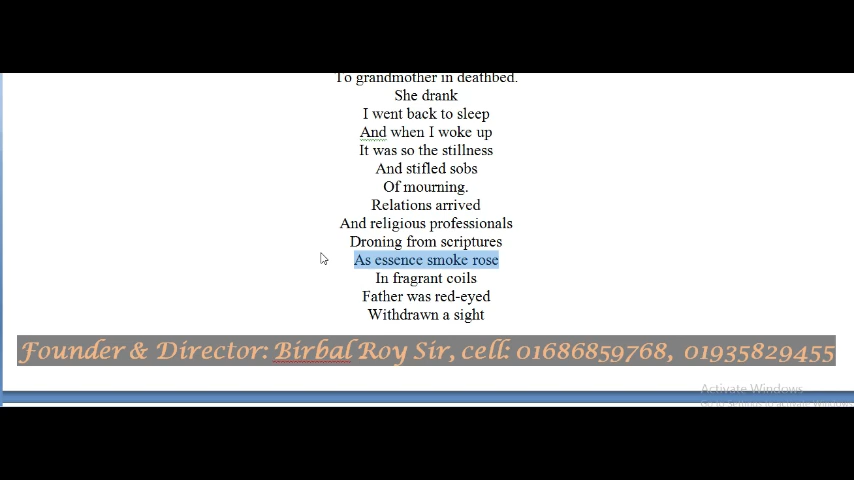 To grandmother in deathbed.
She drank
I went back to sleep
And when I woke up
It was so the stillness
And stifled sobs
Of mourning.
Relations arrived
And religious professionals
Droning from scriptures
As essence smoke rose
In fragrant coils
Father was red-eyed
Withdrawn a sight
Founder & Director: Birbal Roy Sir, cell: 01686859768, 01935829455
Activate Windows